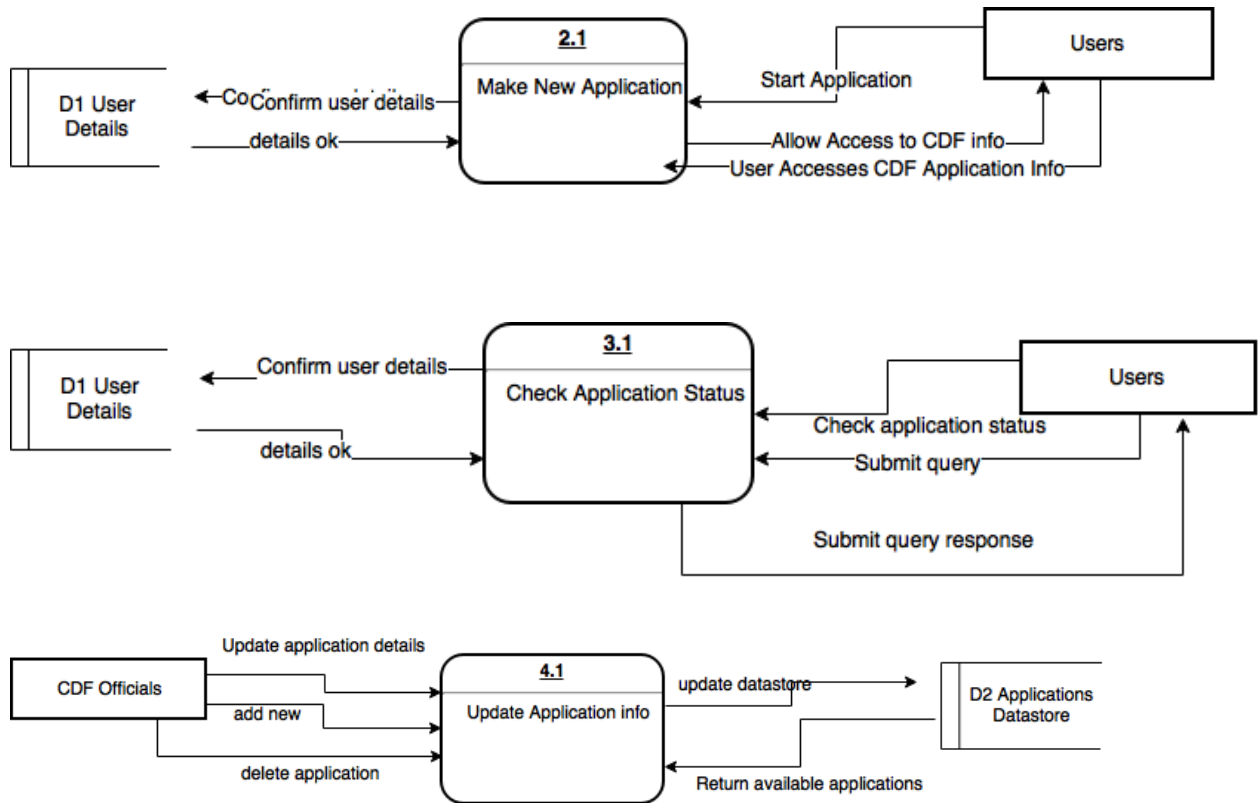 2.1
Users
Make New Application
Start Application
D1 User
Details
Confirm user details
details ok
Allow Access to CDF info
User Accesses CDF Application Info
3.1
Confirm user details
Users
D1 User
Details
Check Application Status
Check application status
details ok
Submit query
Submit query response
Update application details
4.1
CDF Officials
update datastore
add new
Update Application info
D2 Applications
Datastore
delete application
Return available applications